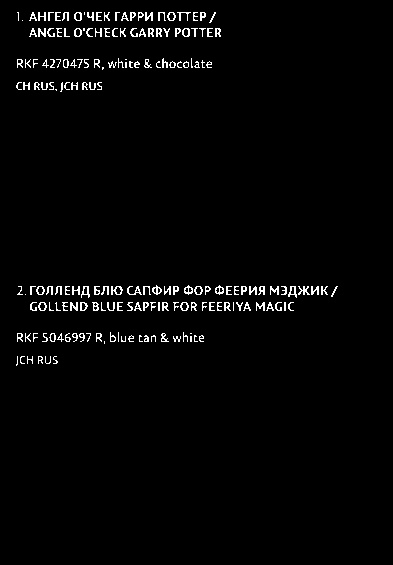 1. АНГЕЛ О'ЧЕК ГАРРИ ПОТТЕР /
ANGEL O'CHECK GARRY POTTER
RKF 4270475 R, white & chocolate
CH RUS, JCH RUS
2. ГОЛЛЕНД БЛЮ САПФИР ФОР ФЕЕРИЯ МЭДЖИК /
GOLLEND BLUE SAPFIR FOR FEERIYA MAGIC
RKF 5046997 R, blue tan & white
JCH RUS